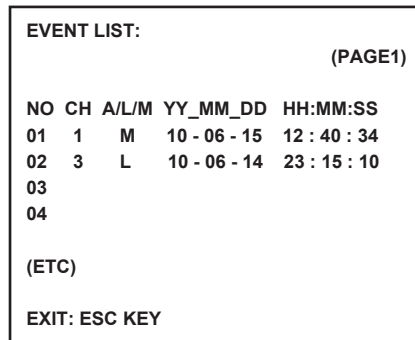 EVENT LIST:
(PAGE1)
NO CH A/L/M YY_MM_DD HH:MM:SS
01 1 M 10 - 06 - 15 12 : 40 : 34
02 3 L 10 - 06 - 14 23 : 15 : 10
03
04
(ETC)
EXIT: ESC KEY